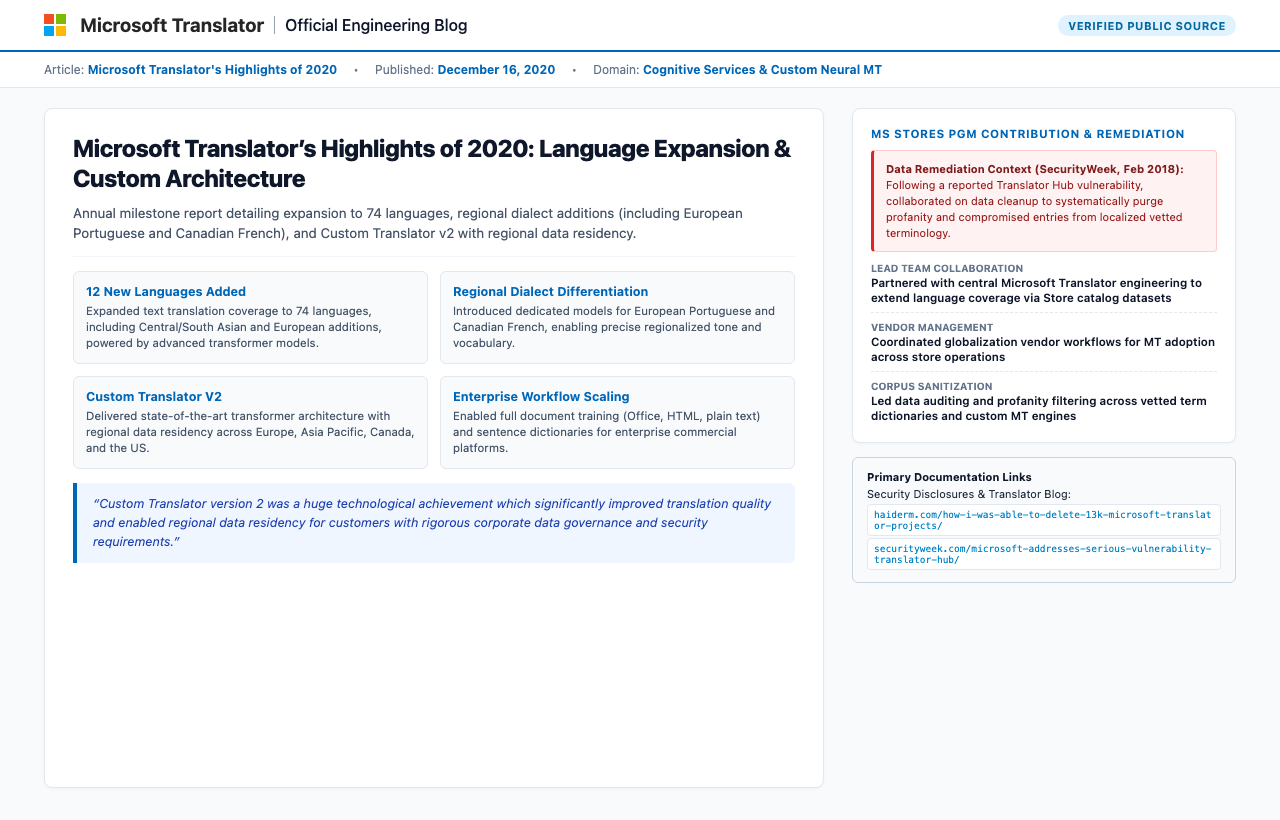 Microsoft Translator
Official Engineering Blog
VERIFIED PUBLIC SOURCE
Article: Microsoft Translator's Highlights of 2020 • Published: December 16, 2020 • Domain: Cognitive Services & Custom Neural MT
Microsoft Translator’s Highlights of 2020: Language Expansion &
Custom Architecture
Annual milestone report detailing expansion to 74 languages, regional dialect additions (including European
Portuguese and Canadian French), and Custom Translator v2 with regional data residency.
12 New Languages Added
Expanded text translation coverage to 74 languages,
including Central/South Asian and European additions,
powered by advanced transformer models.
Regional Dialect Differentiation
Introduced dedicated models for European Portuguese and
Canadian French, enabling precise regionalized tone and
vocabulary.
Custom Translator V2
Delivered state-of-the-art transformer architecture with
regional data residency across Europe, Asia Pacific, Canada,
and the US.
Enterprise Workflow Scaling
Enabled full document training (Office, HTML, plain text)
and sentence dictionaries for enterprise commercial
platforms.
“Custom Translator version 2 was a huge technological achievement which significantly improved translation quality
and enabled regional data residency for customers with rigorous corporate data governance and security
requirements.”
MS STORES PGM CONTRIBUTION & REMEDIATION
Data Remediation Context (SecurityWeek, Feb 2018):
Following a reported Translator Hub vulnerability,
collaborated on data cleanup to systematically purge
profanity and compromised entries from localized vetted
terminology.
LEAD TEAM COLLABORATION
Partnered with central Microsoft Translator engineering to
extend language coverage via Store catalog datasets
VENDOR MANAGEMENT
Coordinated globalization vendor workflows for MT adoption
across store operations
CORPUS SANITIZATION
Led data auditing and profanity filtering across vetted term
dictionaries and custom MT engines
Primary Documentation Links
Security Disclosures & Translator Blog:
haiderm.com/how-i-was-able-to-delete-13k-microsoft-translat
or-projects/
securityweek.com/microsoft-addresses-serious-vulnerability-
translator-hub/